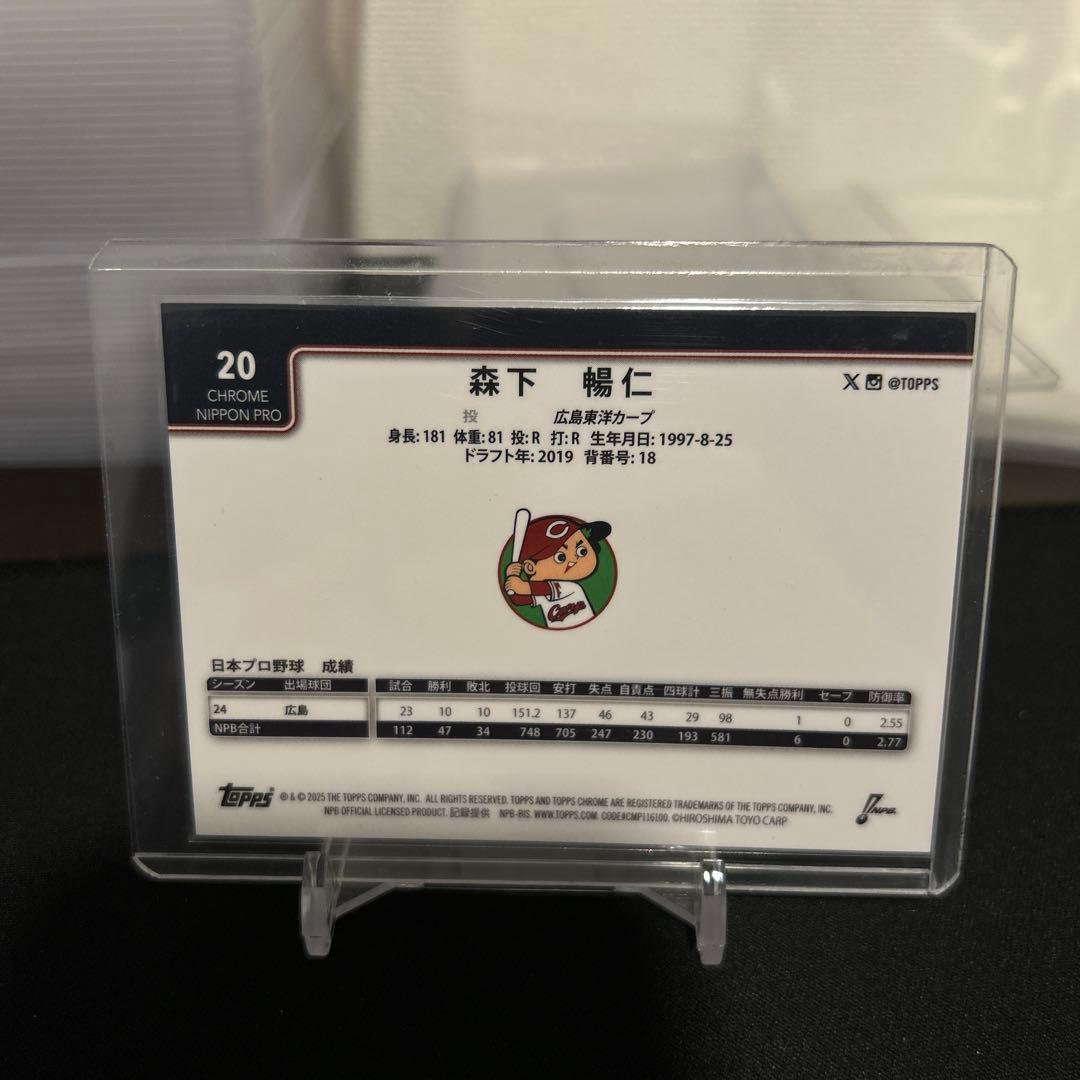 20
CHROME
NIPPON PRO
森下 暢仁
@TOPPS
投 広島東洋カープ
身長: 181 体重: 81 投: R 打: R 生年月日: 1997-8-25
ドラフト年: 2019 背番号: 18
C
Carp
日本プロ野球 成績
シーズン 出場球団 試合 勝利 敗北 投球回 安打 失点 自責点 四球計 三振 無失点勝利 セーブ 防御率
24 広島 23 10 10 151.2 137 46 43 29 98 1 0 2.55
NPB合計 112 47 34 748 705 247 230 193 581 6 0 2.77
Topps ® & © 2025 THE TOPPS COMPANY, INC. ALL RIGHTS RESERVED. TOPPS AND TOPPS CHROME ARE REGISTERED TRADEMARKS OF THE TOPPS COMPANY, INC.
NPB OFFICIAL LICENSED PRODUCT. 記録提供 NPB-BIS. WWW.TOPPS.COM. CODE#CMP116100. ©HIROSHIMA TOYO CARP
NPB